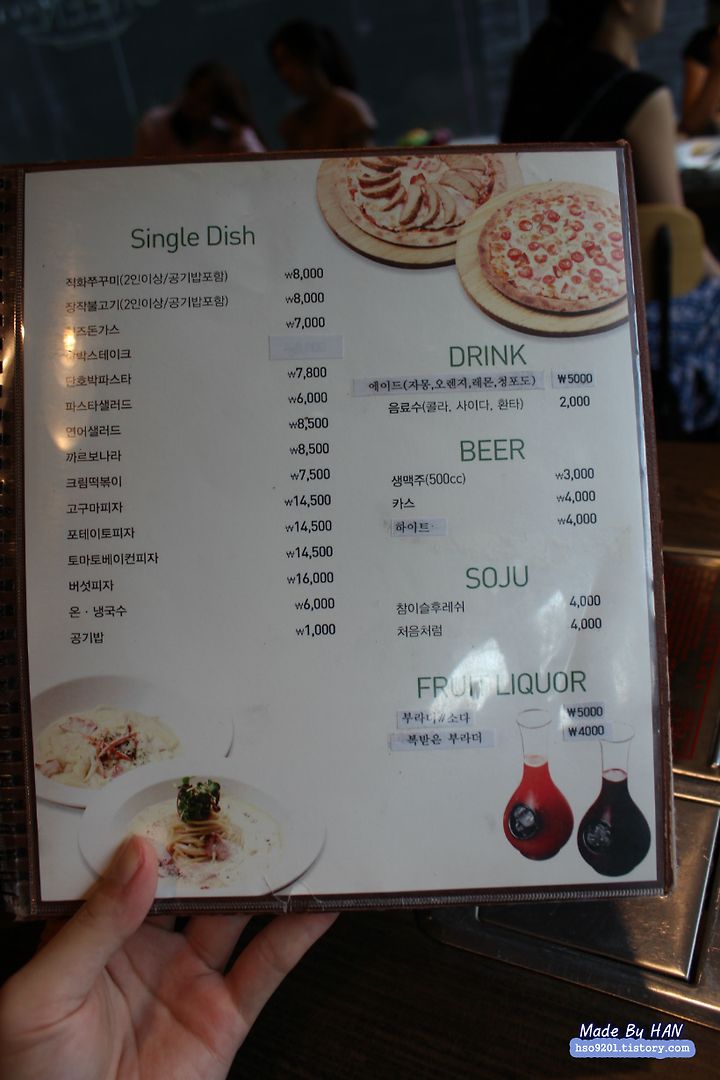 Single Dish
적화쭈꾸미(2인이상/공기밥포함) ₩8,000
장작불고기(2인이상/공기밥포함) ₩8,000
치즈돈가스 ₩7,000
함박스테이크
단호박파스타 ₩7,800
파스타샐러드 ₩6,000
연어샐러드 ₩8,500
까르보나라 ₩8,500
크림떡볶이 ₩7,500
고구마피자 ₩14,500
포테이토피자 ₩14,500
토마토베이컨피자 ₩14,500
버섯피자 ₩16,000
온 · 냉국수 ₩6,000
공기밥 ₩1,000
DRINK
에이드(자몽,오렌지,레몬,청포도) ₩5000
음료수(콜라, 사이다, 환타) 2,000
BEER
생맥주(500cc) ₩3,000
카스 ₩4,000
하이트 ₩4,000
SOJU
참이슬후레쉬 4,000
처음처럼 4,000
FRUIT LIQUOR
부라더#소다 ₩5000
복받은 부라더 ₩4000
Made By HAN
hso9201.tistory.com